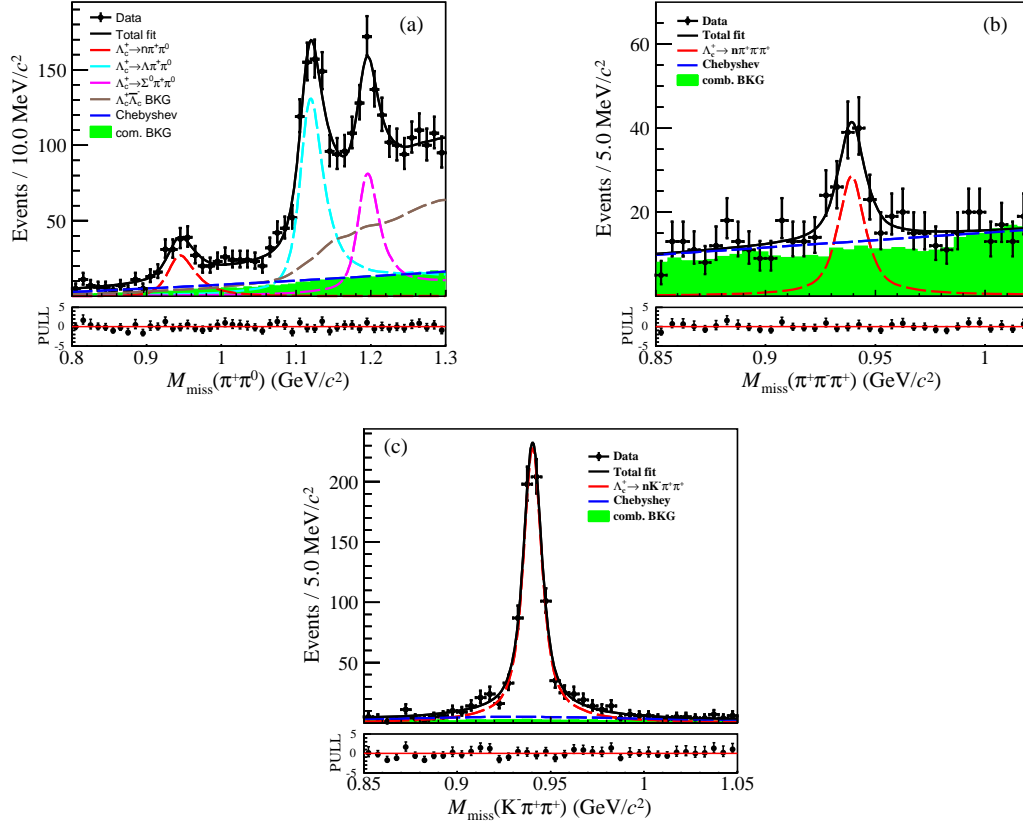 (a)
Data
Total fit
Λc+→nπ+π0
Λc+→Λπ+π0
Λc+→Σ0π+π0
Λc+Λ̄c- BKG
Chebyshev
com. BKG
Events / 10.0 MeV/c2
150
100
50
PULL
5
0
-5
0.8 0.9 1 1.1 1.2 1.3
Mmiss(π+π0) (GeV/c2)
(b)
Data
Total fit
Λc+→ nπ+π-π+
Chebyshev
comb. BKG
Events / 5.0 MeV/c2
60
40
20
PULL
5
0
-5
0.85 0.9 0.95 1
Mmiss(π+π-π+) (GeV/c2)
(c)
Data
Total fit
Λc+→ nK-π+π+
Chebyshey
comb. BKG
Events / 5.0 MeV/c2
200
150
100
50
PULL
5
0
-5
0.85 0.9 0.95 1 1.05
Mmiss(K-π+π+) (GeV/c2)